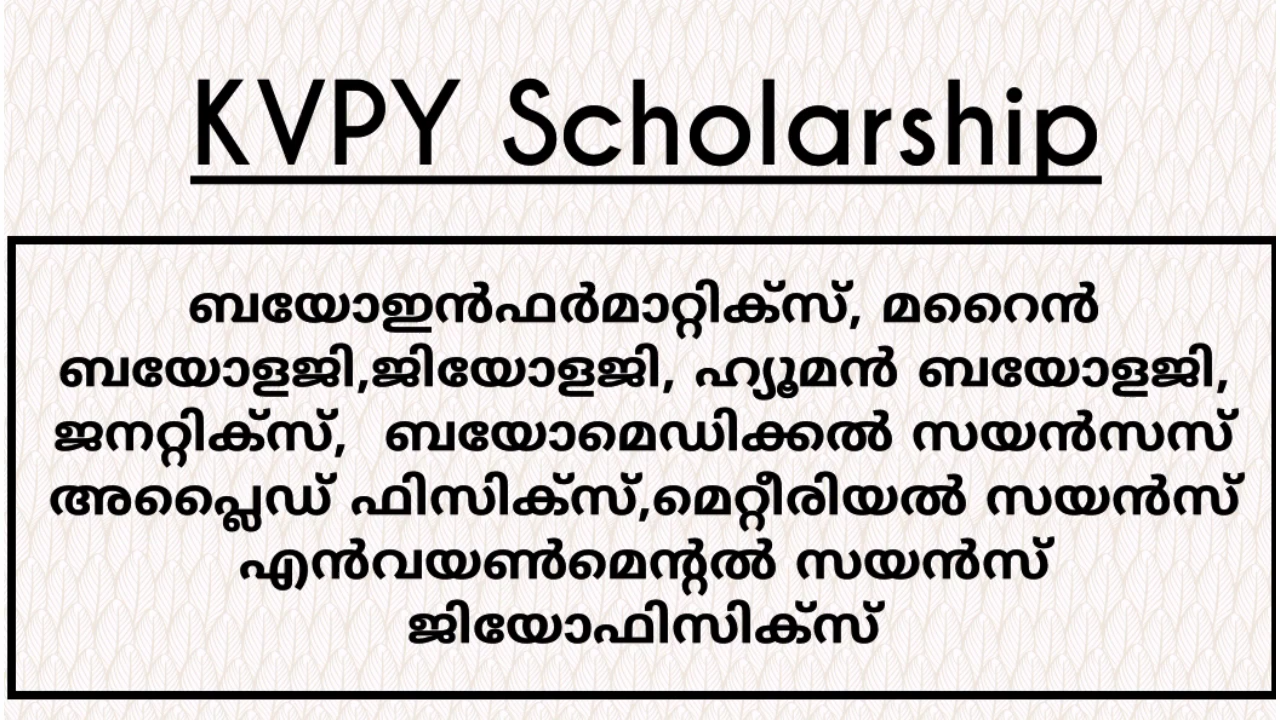 KVPY Scholarship
ബയോഇൻഫർമാറ്റിക്സ്, മറൈൻ
ബയോളജി,ജിയോളജി, ഹ്യൂമൻ ബയോളജി,
ജനറ്റിക്സ്, ബയോമെഡിക്കൽ സയൻസസ്
അപ്ലൈഡ് ഫിസിക്സ്,മെറ്റീരിയൽ സയൻസ്
എൻവയൺമെന്റൽ സയൻസ്
ജിയോഫിസിക്സ്